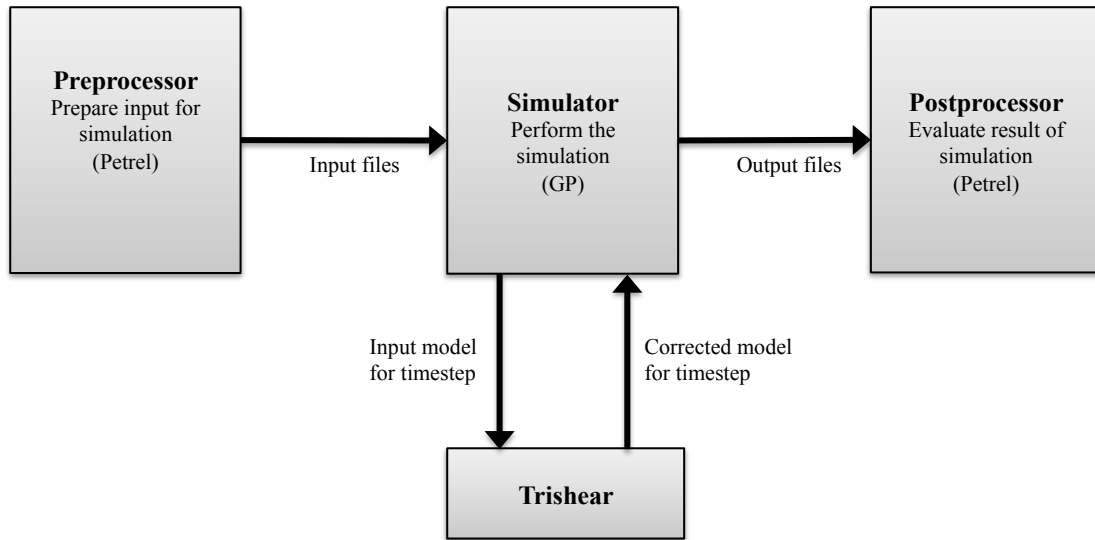 Preprocessor
Prepare input for
simulation
(Petrel)
Input files
Simulator
Perform the
simulation
(GP)
Output files
Postprocessor
Evaluate result of
simulation
(Petrel)
Input model
for timestep
Corrected model
for timestep
Trishear